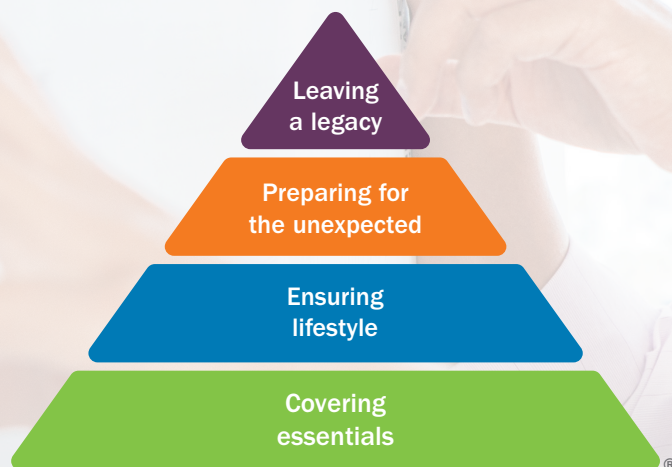 Leaving
a legacy
Preparing for
the unexpected
Ensuring
lifestyle
Covering
essentials
®